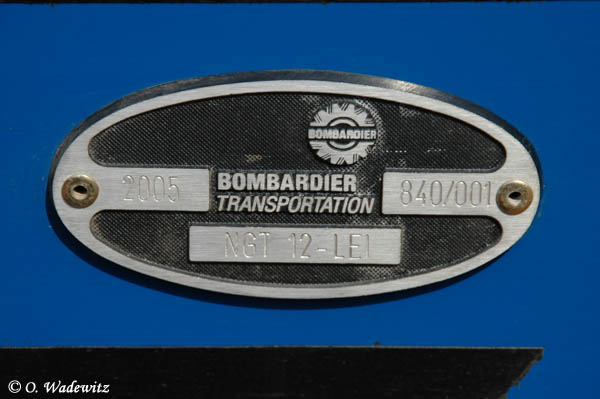 BOMBARDIER
2005
BOMBARDIER
TRANSPORTATION
840/001
NGT 12-LEI
© O. Wadewitz